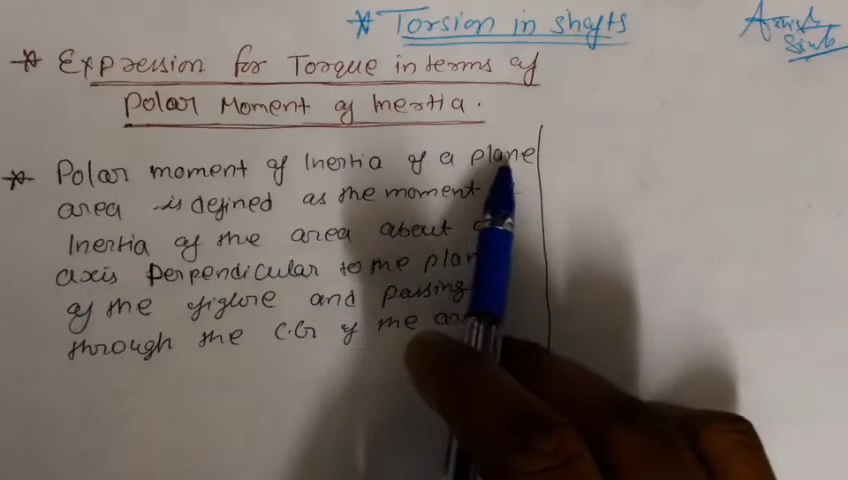 * Torsion in shafts
* Expression for Torque in terms of
Polar Moment of Inertia.
* Polar moment of Inertia of a plane
area is defined as the moment
Inertia of the area about
axis perpendicular to the plan
of the figure and passing
through the C.G of the